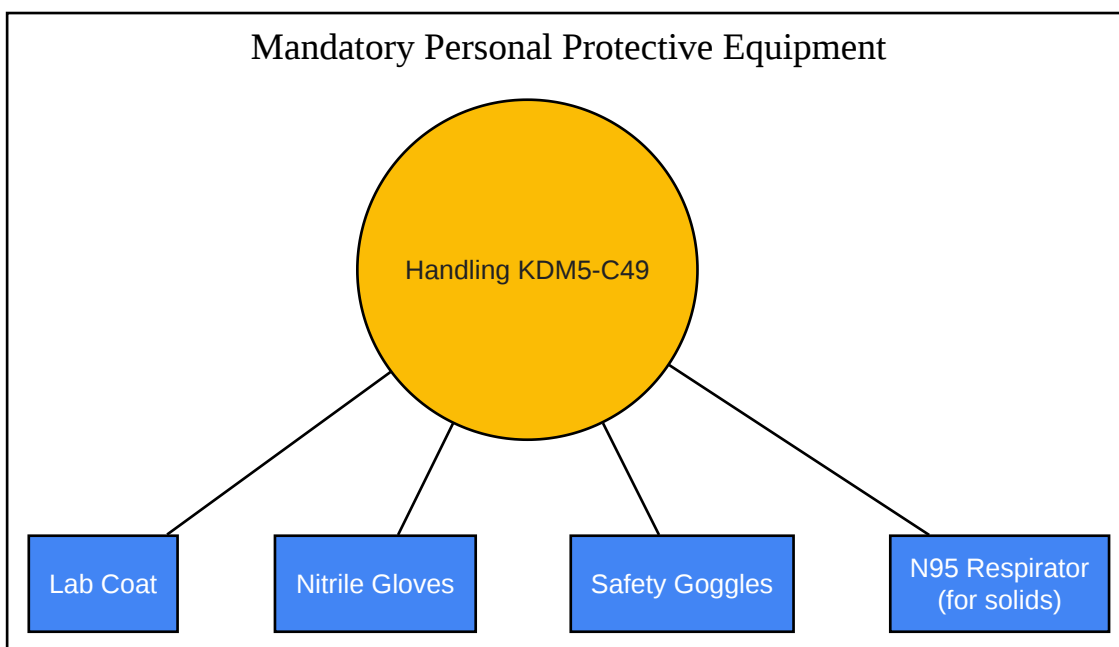 Mandatory Personal Protective Equipment
Handling KDM5-C49
Lab Coat
Nitrile Gloves
Safety Goggles
N95 Respirator
(for solids)